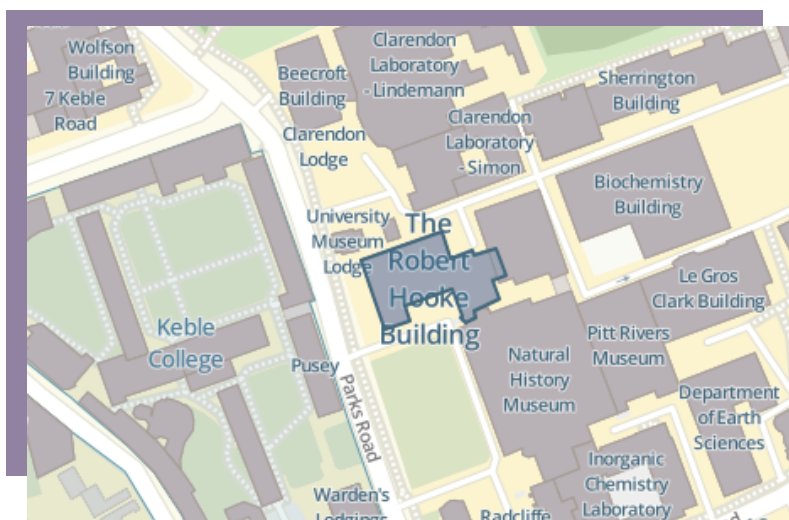 Wolfson
Building
7 Keble
Road
Beecroft
Building
Clarendon
Laboratory
- Lindemann
Sherrington
Building
Clarendon
Lodge
Clarendon
Laboratory
- Simon
Biochemistry
Building
University
Museum
Lodge
The
Robert
Hooke
Building
Le Gros
Clark Building
Keble
College
Pusey
Parks Road
Natural
History
Museum
Pitt Rivers
Museum
Department
of Earth
Sciences
Inorganic
Chemistry
Laboratory
Warden's
Lodgings
Radcliffe